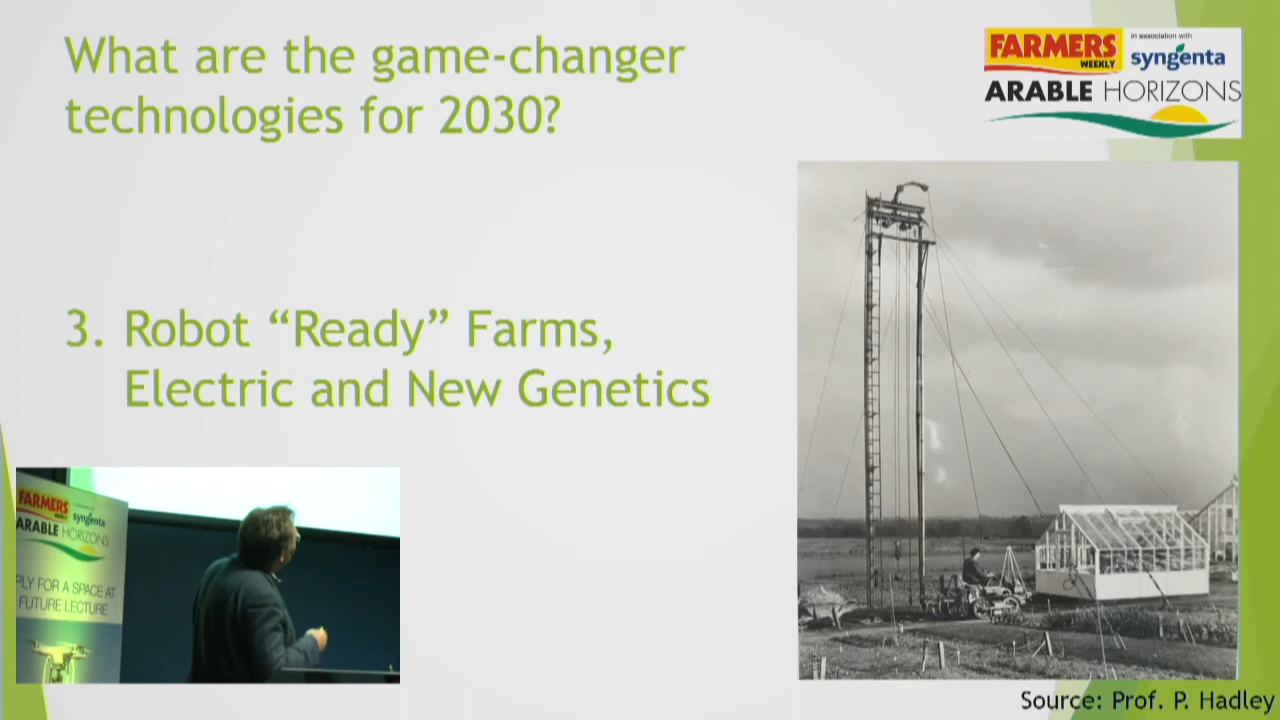 What are the game-changer
technologies for 2030?
FARMERS
WEEKLY
in association with
syngenta
ARABLE HORIZONS
3. Robot “Ready” Farms,
Electric and New Genetics
FARMERS
syngenta
ARABLE HORIZONS
PLY FOR A SPACE AT
FUTURE LECTURE
Source: Prof. P. Hadley